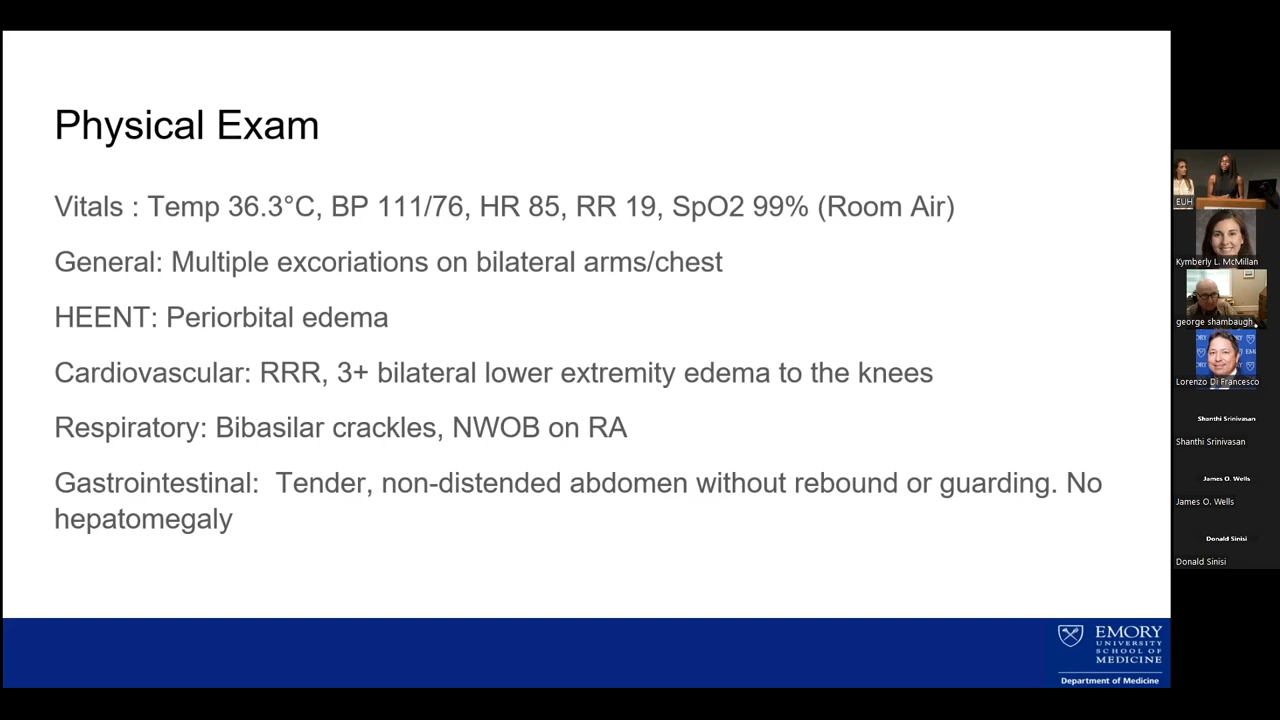 Physical Exam
Vitals : Temp 36.3°C, BP 111/76, HR 85, RR 19, SpO2 99% (Room Air)
General: Multiple excoriations on bilateral arms/chest
HEENT: Periorbital edema
Cardiovascular: RRR, 3+ bilateral lower extremity edema to the knees
Respiratory: Bibasilar crackles, NWOB on RA
Gastrointestinal:  Tender, non-distended abdomen without rebound or guarding. No
hepatomegaly
EMORY
UNIVERSITY
SCHOOL OF
MEDICINE
Department of Medicine
EUH
Kymberly L. McMillan
george shambaugh
Lorenzo Di Francesco
Shanthi Srinivasan
Shanthi Srinivasan
James O. Wells
James O. Wells
Donald Sinisi
Donald Sinisi